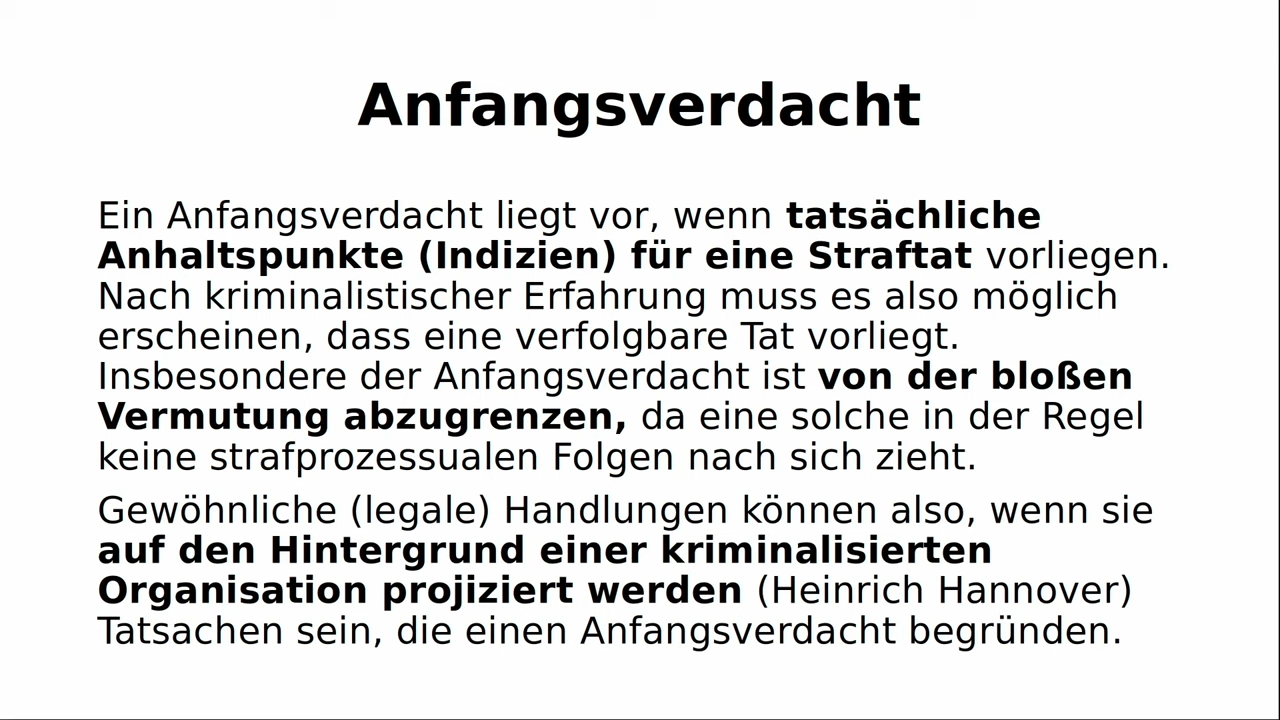 Anfangsverdacht
Ein Anfangsverdacht liegt vor, wenn tatsächliche
Anhaltspunkte (Indizien) für eine Straftat vorliegen.
Nach kriminalistischer Erfahrung muss es also möglich
erscheinen, dass eine verfolgbare Tat vorliegt.
Insbesondere der Anfangsverdacht ist von der bloßen
Vermutung abzugrenzen, da eine solche in der Regel
keine strafprozessualen Folgen nach sich zieht.
Gewöhnliche (legale) Handlungen können also, wenn sie
auf den Hintergrund einer kriminalisierten
Organisation projiziert werden (Heinrich Hannover)
Tatsachen sein, die einen Anfangsverdacht begründen.